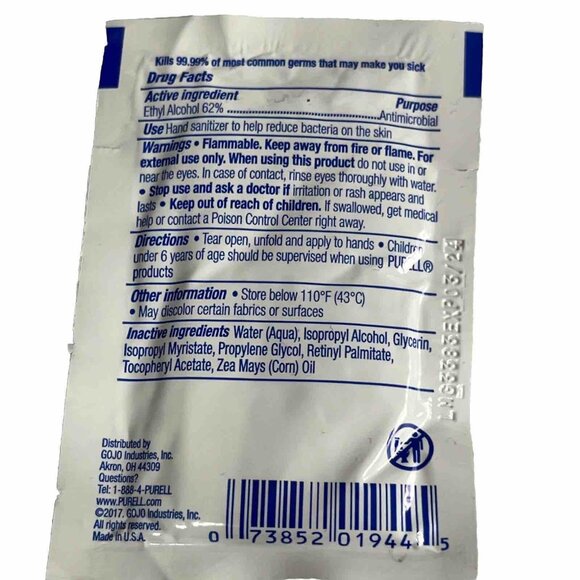 Kills 99.99% of most common germs that may make you sick
Drug Facts
Active ingredient Purpose
Ethyl Alcohol 62% ........................................ Antimicrobial
Use Hand sanitizer to help reduce bacteria on the skin
Warnings • Flammable. Keep away from fire or flame. For
external use only. When using this product do not use in or
near the eyes. In case of contact, rinse eyes thoroughly with water.
• Stop use and ask a doctor if irritation or rash appears and
lasts • Keep out of reach of children. If swallowed, get medical
help or contact a Poison Control Center right away.
Directions • Tear open, unfold and apply to hands • Children
under 6 years of age should be supervised when using PURELL®
products
Other information • Store below 110°F (43°C)
• May discolor certain fabrics or surfaces
Inactive ingredients Water (Aqua), Isopropyl Alcohol, Glycerin,
Isopropyl Myristate, Propylene Glycol, Retinyl Palmitate,
Tocopheryl Acetate, Zea Mays (Corn) Oil
EXP 03/24
Distributed by
GOJO Industries, Inc.
Akron, OH 44309
Questions?
Tel: 1-888-4-PURELL
www.PURELL.com
©2017. GOJO Industries, Inc.
All rights reserved.
Made in U.S.A.
0 73852 01944 5